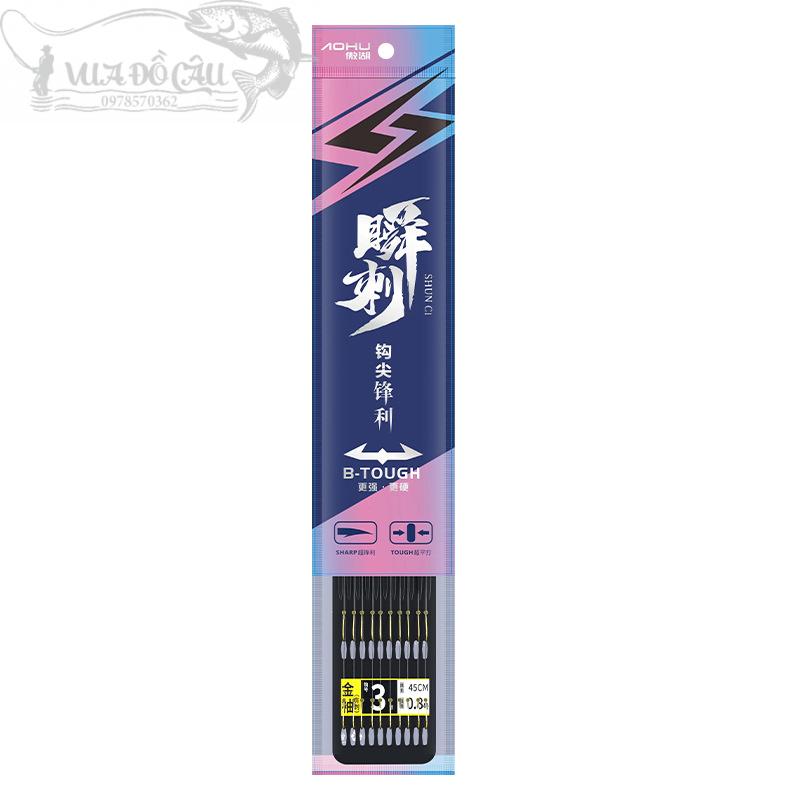 VUA ĐỒ CÂU
0978570362
AOHU
傲湖
瞬刺
SHUN CI
钩尖锋利
B-TOUGH
更强·更硬
SHARP超锋利
TOUGH超平打
金袖
3
45CM
0.8号